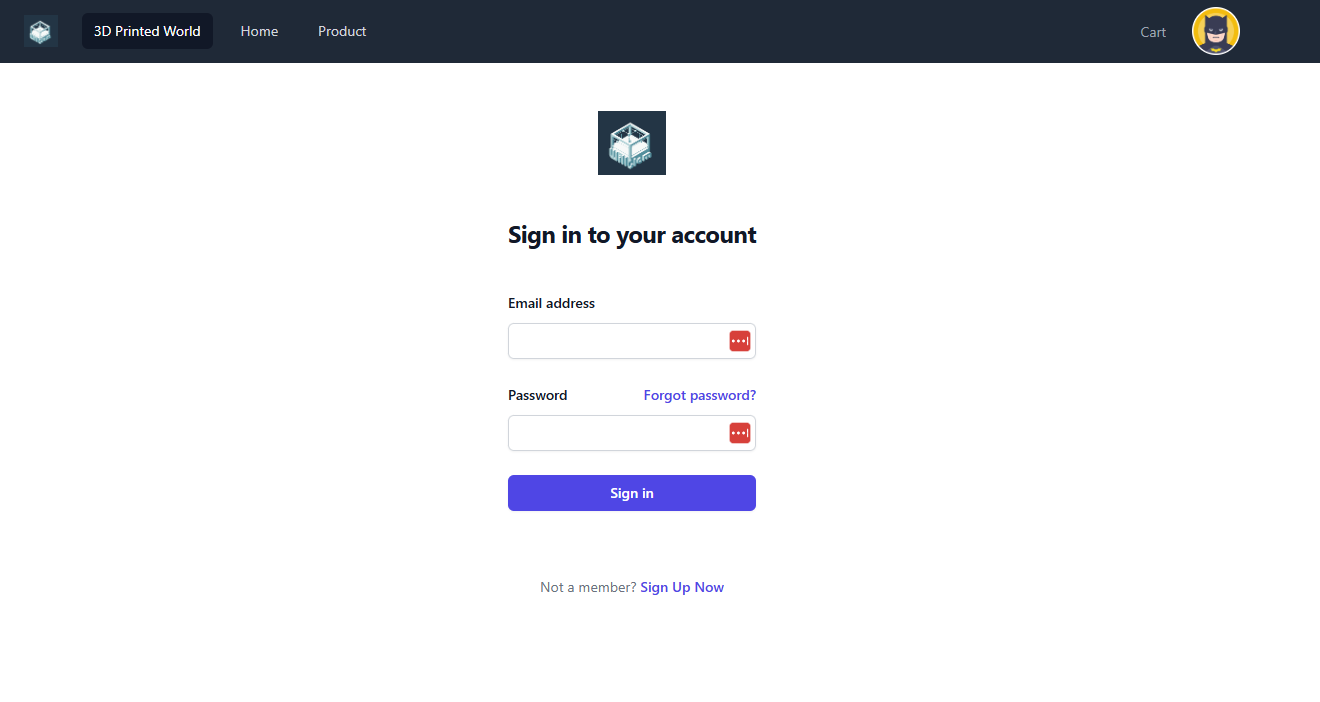 3D Printed World
Home
Product
Cart
Sign in to your account
Email address
Password
Forgot password?
Sign in
Not a member? Sign Up Now